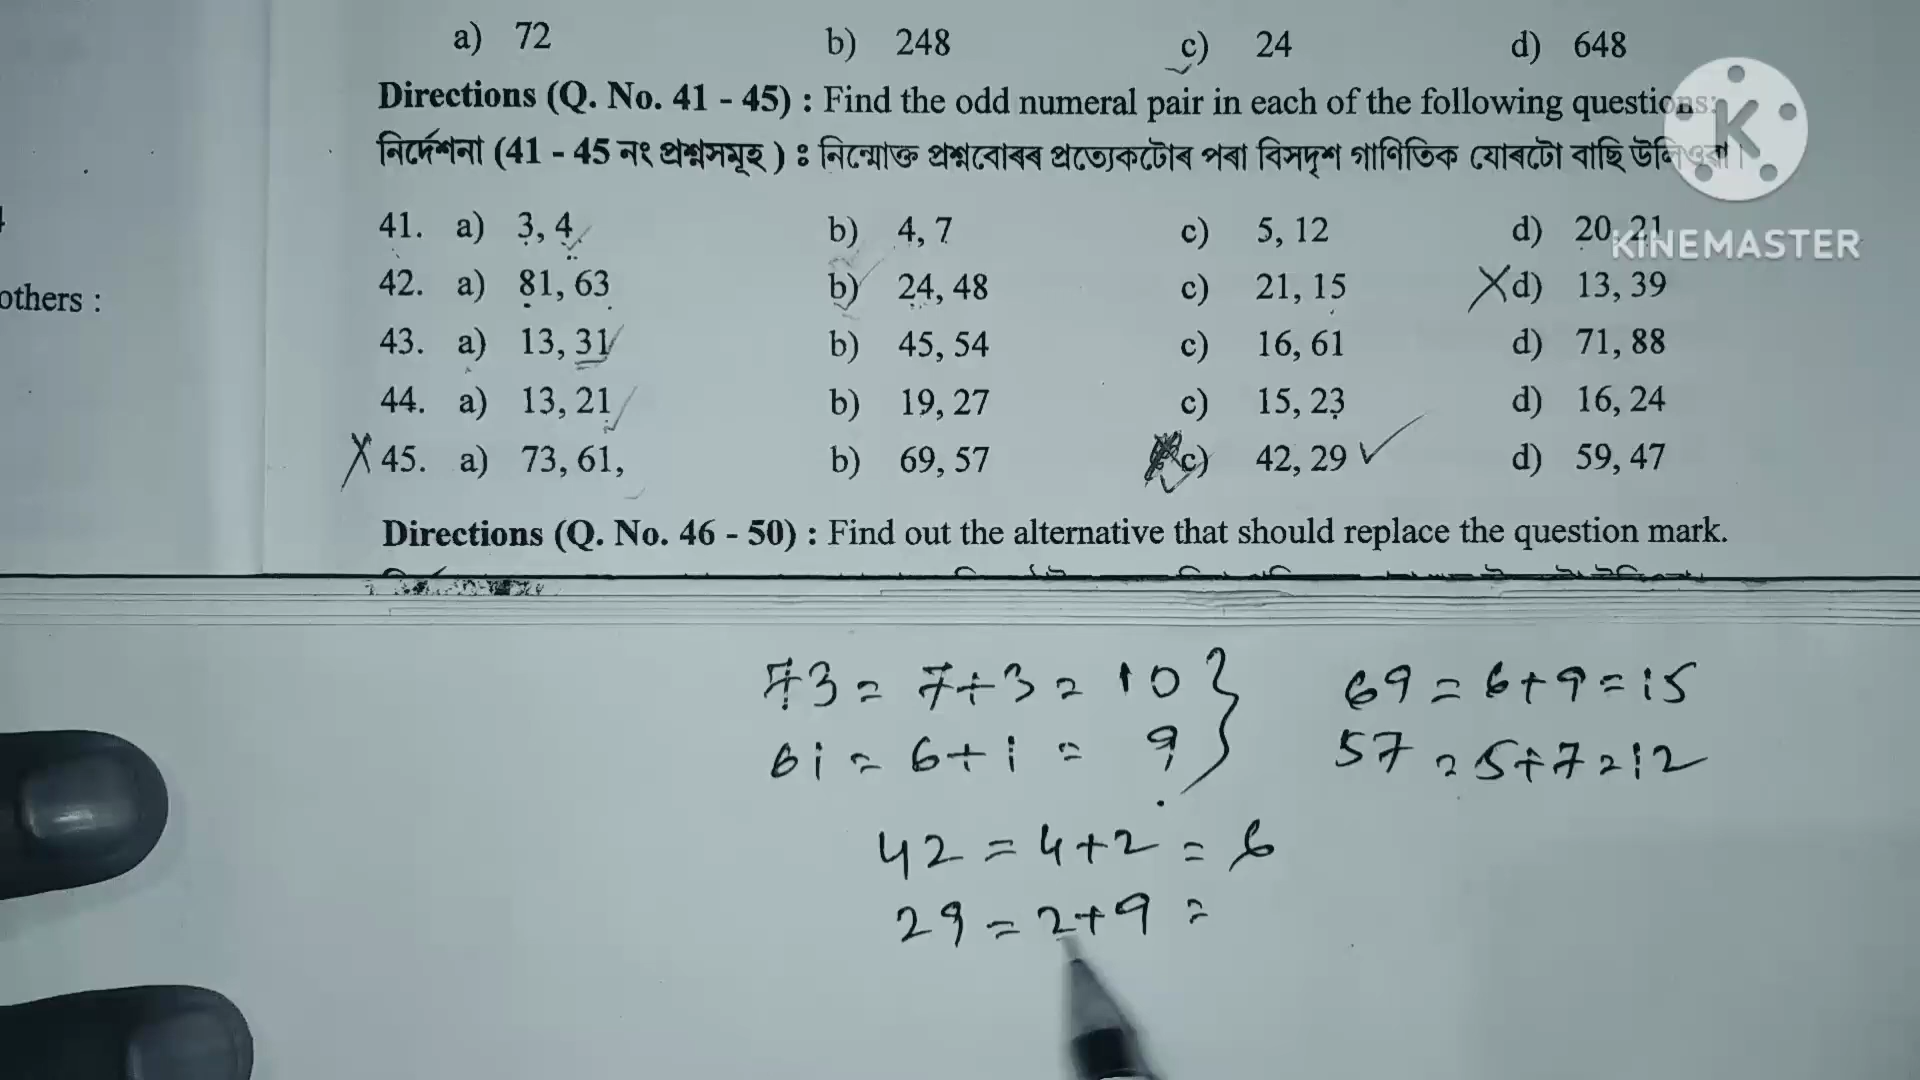 a) 72 b) 248 c) 24 d) 648
Directions (Q. No. 41 - 45) : Find the odd numeral pair in each of the following questions:
নিৰ্দেশনা (41 - 45 নং প্ৰশ্নসমূহ ) : নিম্নোক্ত প্ৰশ্নবোৰৰ প্ৰত্যেকটোৰ পৰা বিসদৃশ গাণিতিক যোৰটো বাছি
KINEMASTER
41. a) 3, 4 b) 4, 7 c) 5, 12 d) 20, 21
42. a) 81, 63 b) 24, 48 c) 21, 15 d) 13, 39
others :
43. a) 13, 31 b) 45, 54 c) 16, 61 d) 71, 88
44. a) 13, 21 b) 19, 27 c) 15, 23 d) 16, 24
45. a) 73, 61, b) 69, 57 c) 42, 29 d) 59, 47
Directions (Q. No. 46 - 50) : Find out the alternative that should replace the question mark.
73 = 7+3 = 10 69 = 6+9 = 15
61 = 6+1 = 9 57 = 5+7 = 12
42 = 4+2 = 6
29 = 2+9 =